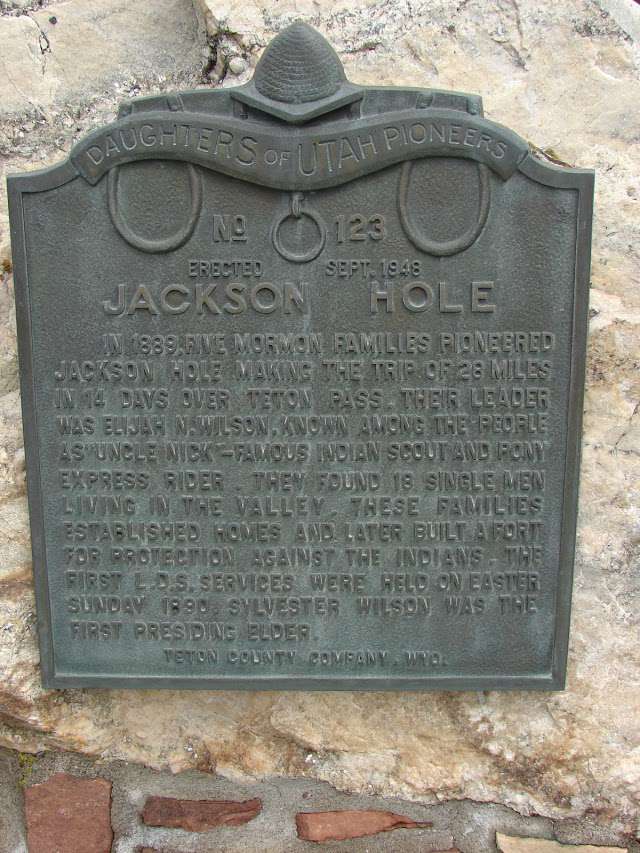 DAUGHTERS OF UTAH PIONEERS
NO 123
ERECTED SEPT. 1948
JACKSON HOLE
IN 1889, FIVE MORMON FAMILIES PIONEERED
JACKSON HOLE MAKING THE TRIP OF 28 MILES
IN 14 DAYS OVER TETON PASS. THEIR LEADER
WAS ELIJAH N. WILSON, KNOWN AMONG THE PEOPLE
AS "UNCLE NICK"-FAMOUS INDIAN SCOUT AND PONY
EXPRESS RIDER. THEY FOUND 18 SINGLE MEN
LIVING IN THE VALLEY. THESE FAMILIES
ESTABLISHED HOMES AND LATER BUILT A FORT
FOR PROTECTION AGAINST THE INDIANS. THE
FIRST L.D.S. SERVICES WERE HELD ON EASTER
SUNDAY 1890. SYLVESTER WILSON WAS THE
FIRST PRESIDING ELDER.
TETON COUNTY COMPANY, WYO.